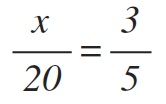 x/20 = 3/5